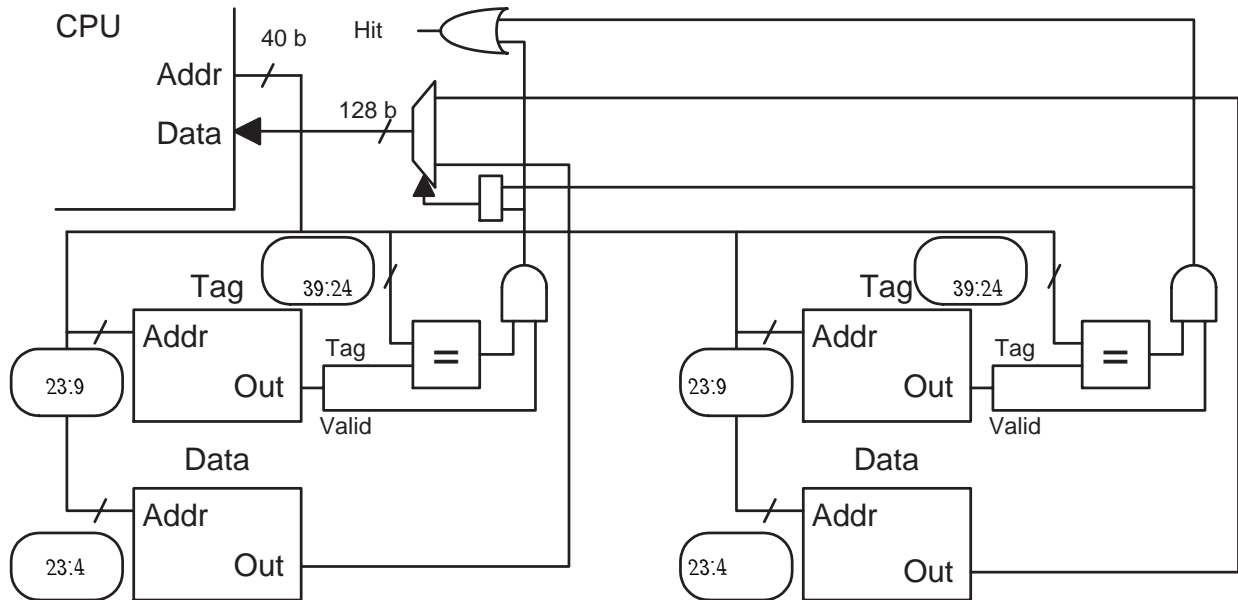 CPU
Hit
40 b
Addr
128 b
Data
39:24
39:24
Tag
Tag
Addr
Addr
Tag
Tag
=
=
23:9
Out
23:9
Out
Valid
Valid
Data
Data
Addr
Addr
23:4
Out
23:4
Out